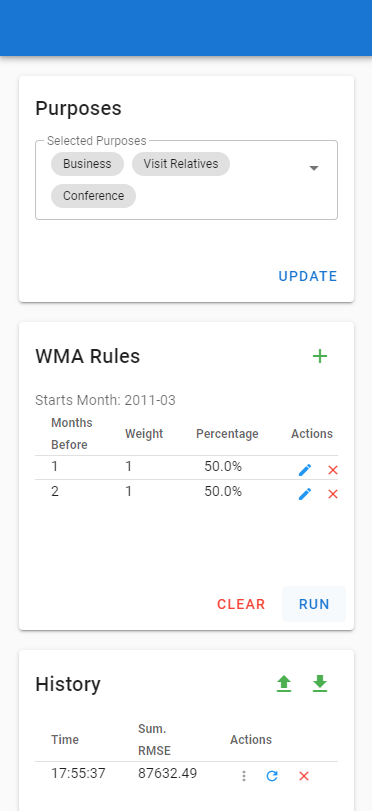 Purposes
Selected Purposes
Business Visit Relatives
Conference
UPDATE
WMA Rules
Starts Month: 2011-03
Months Before Weight Percentage Actions
1 1 50.0%
2 1 50.0%
CLEAR RUN
History
Time Sum. RMSE Actions
17:55:37 87632.49